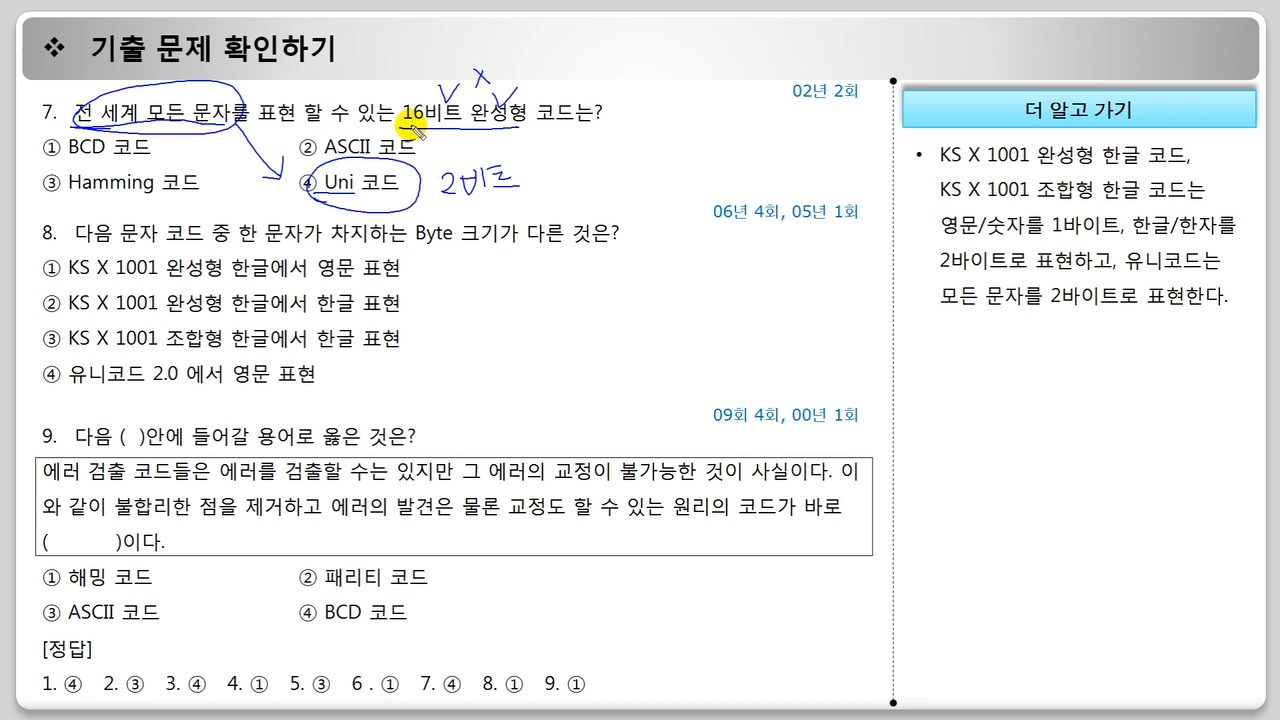 ❖ 기출 문제 확인하기
02년 2회
7. 전 세계 모든 문자를 표현 할 수 있는 16비트 완성형 코드는?
① BCD 코드 ② ASCII 코드
③ Hamming 코드 ④ Uni 코드 2바이트
06년 4회, 05년 1회
8. 다음 문자 코드 중 한 문자가 차지하는 Byte 크기가 다른 것은?
① KS X 1001 완성형 한글에서 영문 표현
② KS X 1001 완성형 한글에서 한글 표현
③ KS X 1001 조합형 한글에서 한글 표현
④ 유니코드 2.0 에서 영문 표현
09회 4회, 00년 1회
9. 다음 ( )안에 들어갈 용어로 옳은 것은?
에러 검출 코드들은 에러를 검출할 수는 있지만 그 에러의 교정이 불가능한 것이 사실이다. 이
와 같이 불합리한 점을 제거하고 에러의 발견은 물론 교정도 할 수 있는 원리의 코드가 바로
( )이다.
① 해밍 코드 ② 패리티 코드
③ ASCII 코드 ④ BCD 코드
[정답]
1. ④ 2. ③ 3. ④ 4. ① 5. ③ 6 . ① 7. ④ 8. ① 9. ①
더 알고 가기
• KS X 1001 완성형 한글 코드,
KS X 1001 조합형 한글 코드는
영문/숫자를 1바이트, 한글/한자를
2바이트로 표현하고, 유니코드는
모든 문자를 2바이트로 표현한다.